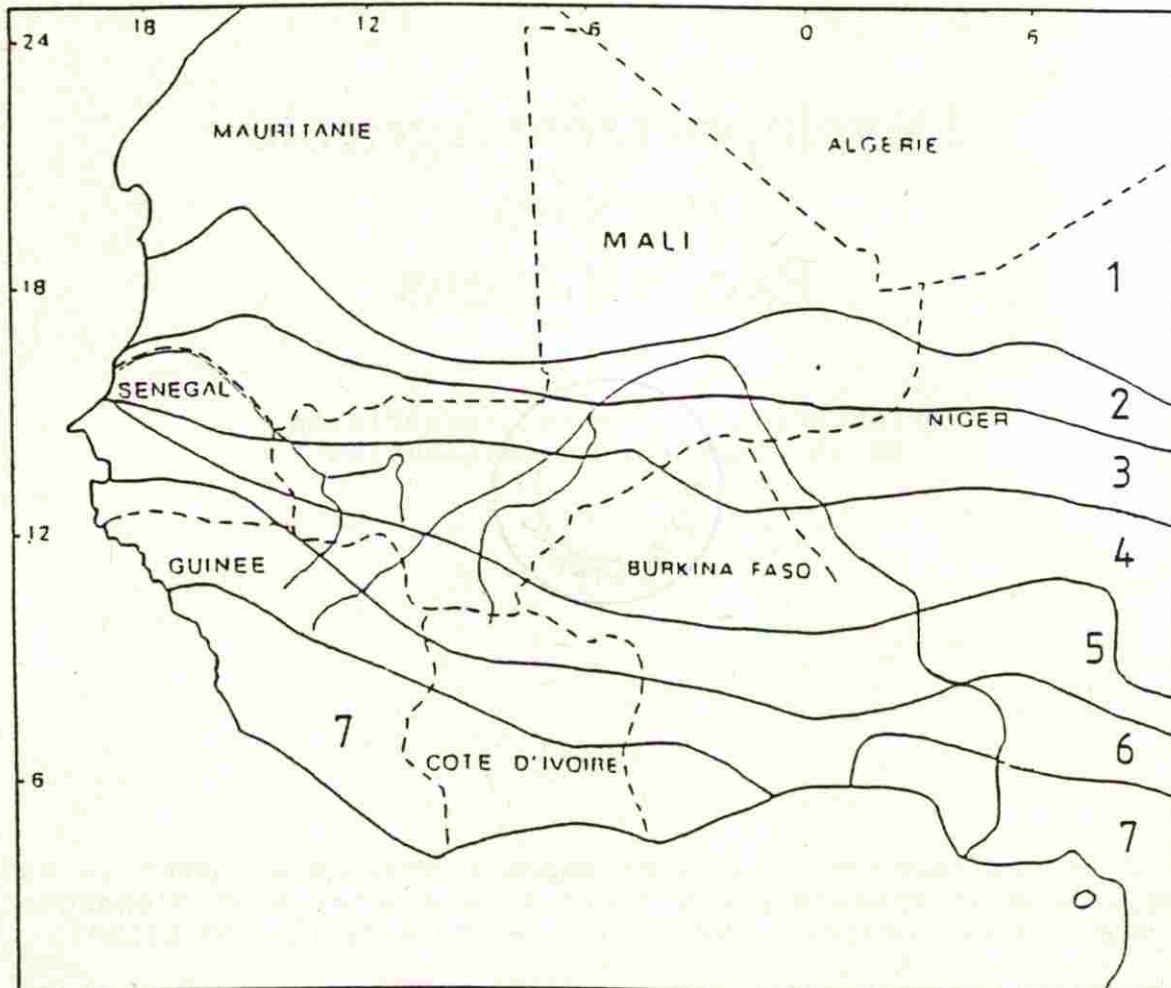 18 12 6 0 6
24
MAURITANIE
ALGERIE
MALI
1
18
SENEGAL
2
NIGER
3
12
GUINEE
BURKINA FASO
4
5
7
COTE D'IVOIRE
6
6
7